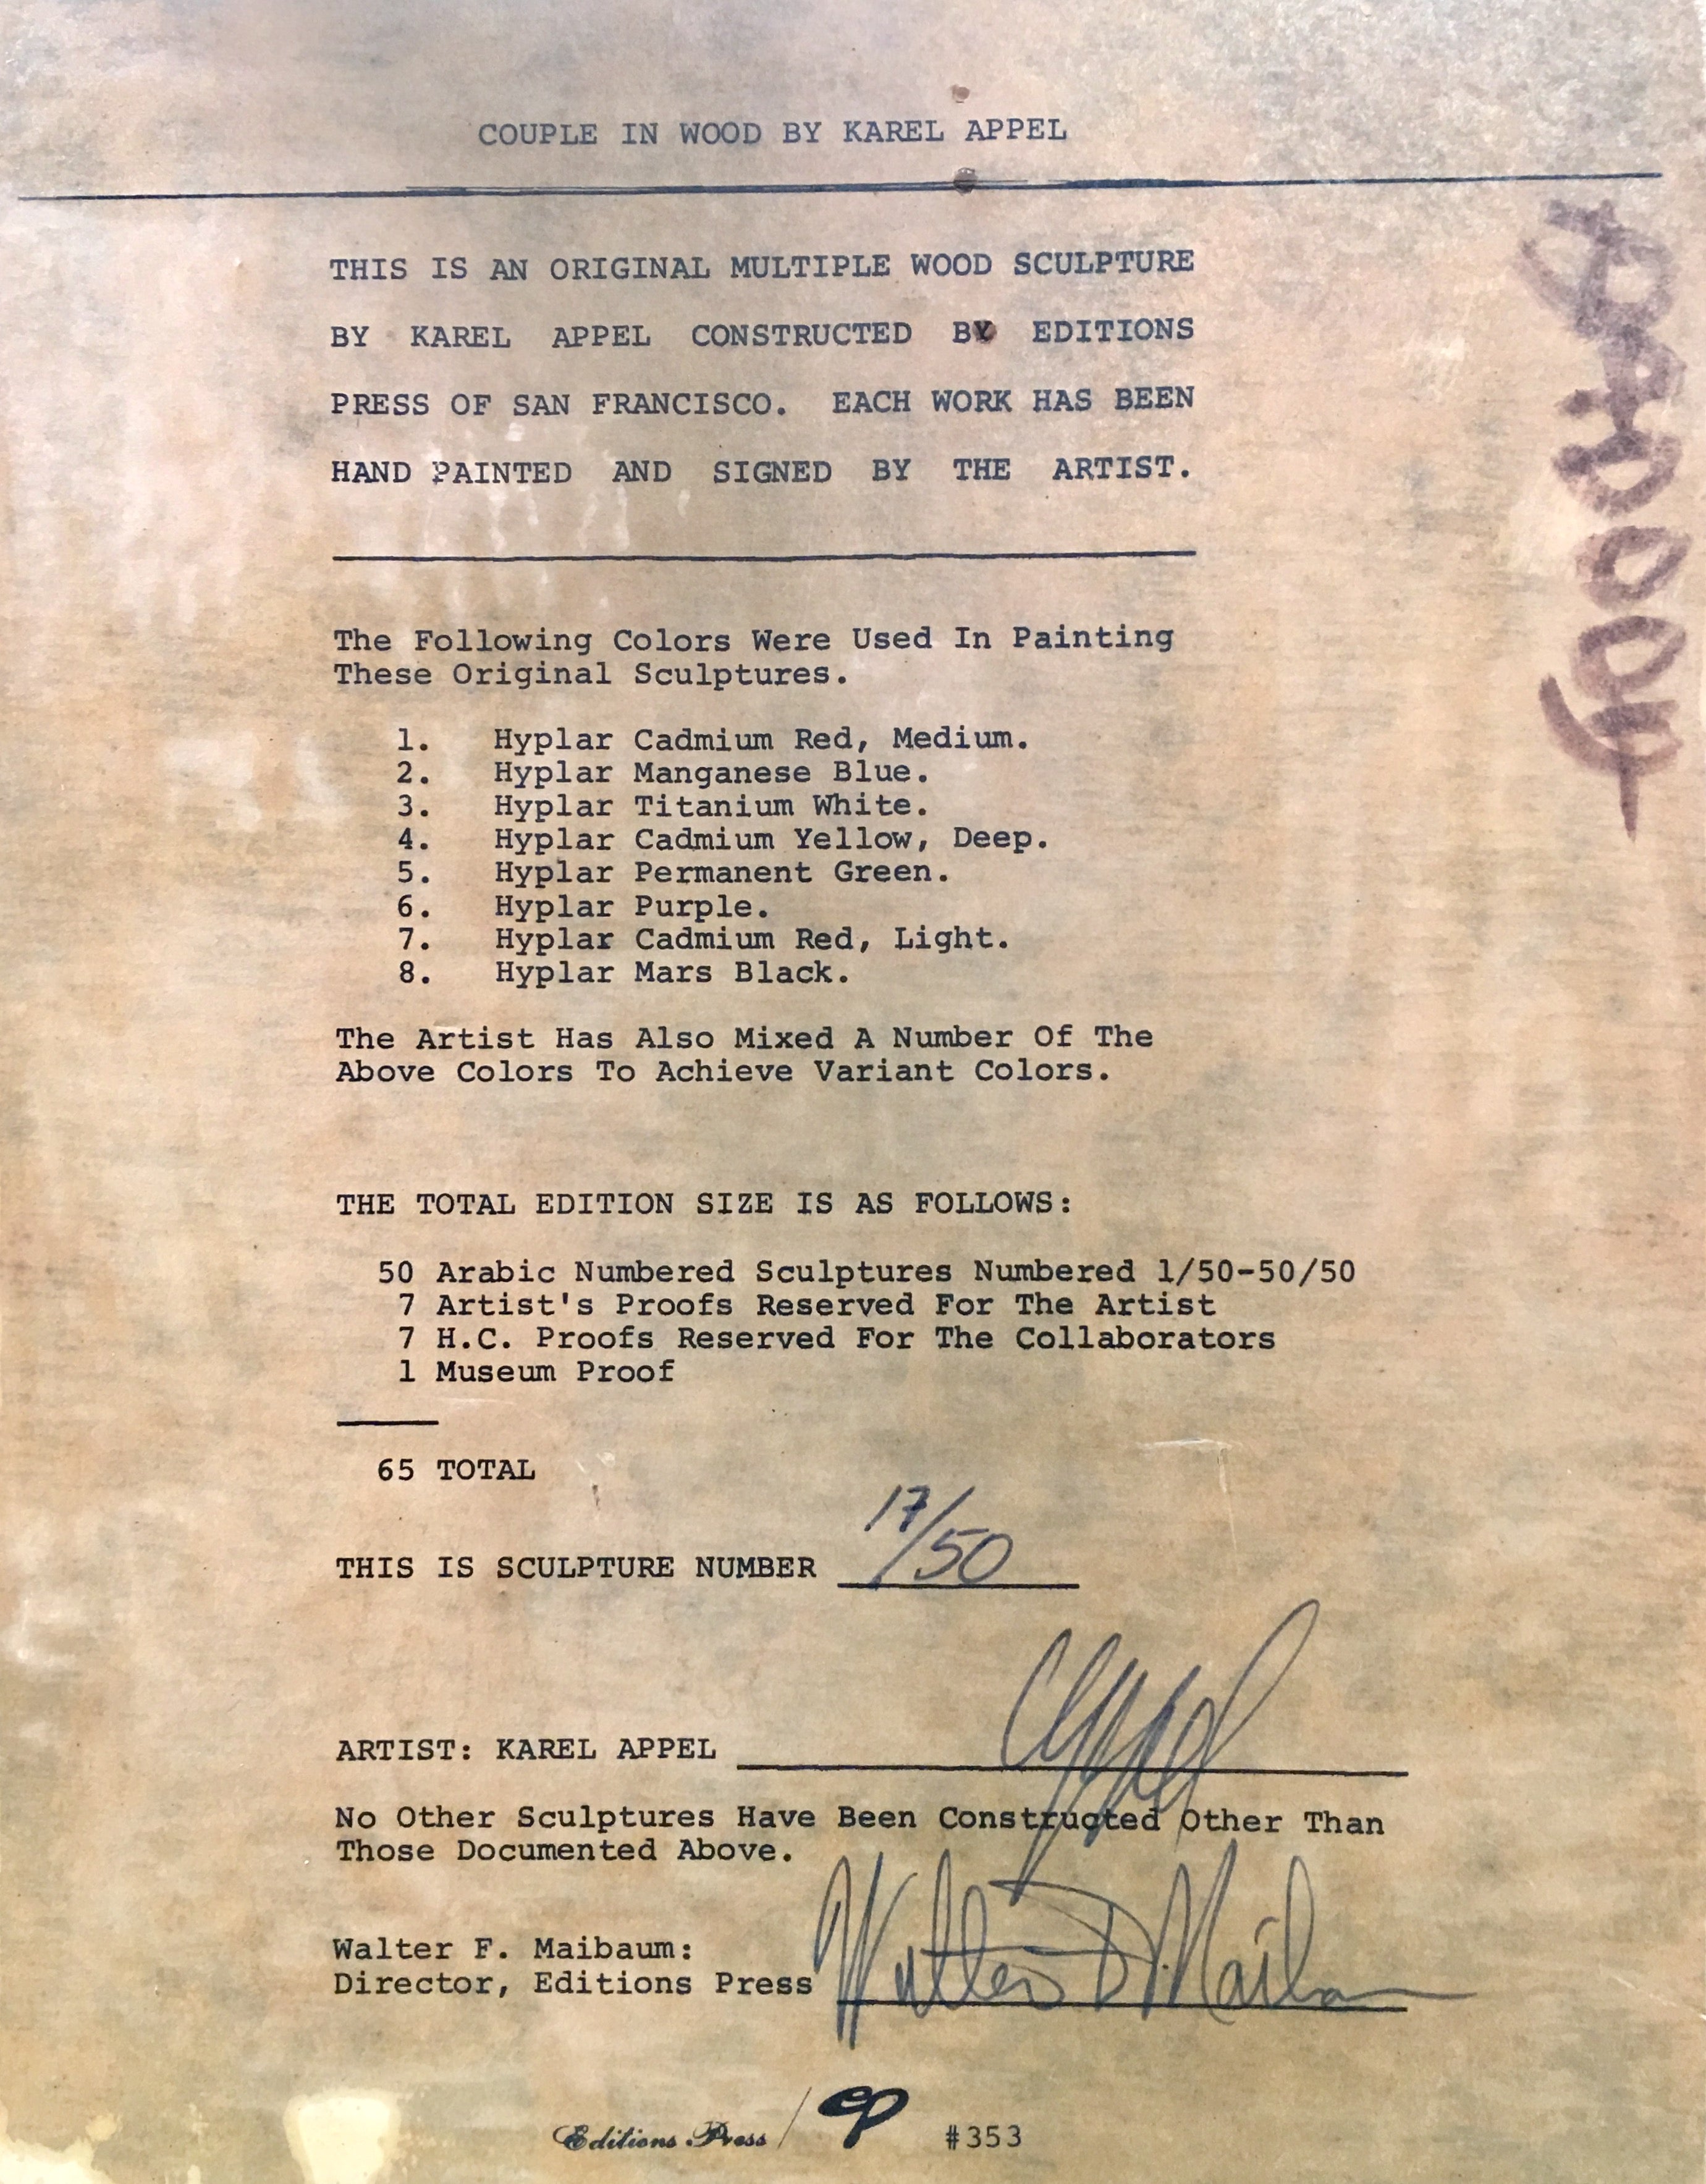 COUPLE IN WOOD BY KAREL APPEL
THIS IS AN ORIGINAL MULTIPLE WOOD SCULPTURE
BY KAREL APPEL CONSTRUCTED BY EDITIONS
PRESS OF SAN FRANCISCO. EACH WORK HAS BEEN
HAND PAINTED AND SIGNED BY THE ARTIST.
The Following Colors Were Used In Painting
These Original Sculptures.
1. Hyplar Cadmium Red, Medium.
2. Hyplar Manganese Blue.
3. Hyplar Titanium White.
4. Hyplar Cadmium Yellow, Deep.
5. Hyplar Permanent Green.
6. Hyplar Purple.
7. Hyplar Cadmium Red, Light.
8. Hyplar Mars Black.
The Artist Has Also Mixed A Number Of The
Above Colors To Achieve Variant Colors.
THE TOTAL EDITION SIZE IS AS FOLLOWS:
50 Arabic Numbered Sculptures Numbered 1/50-50/50
7 Artist's Proofs Reserved For The Artist
7 H.C. Proofs Reserved For The Collaborators
1 Museum Proof
65 TOTAL
THIS IS SCULPTURE NUMBER 17/50
ARTIST: KAREL APPEL Appel
No Other Sculptures Have Been Constructed Other Than
Those Documented Above.
Walter F. Maibaum:
Director, Editions Press
Editions Press / ep #353